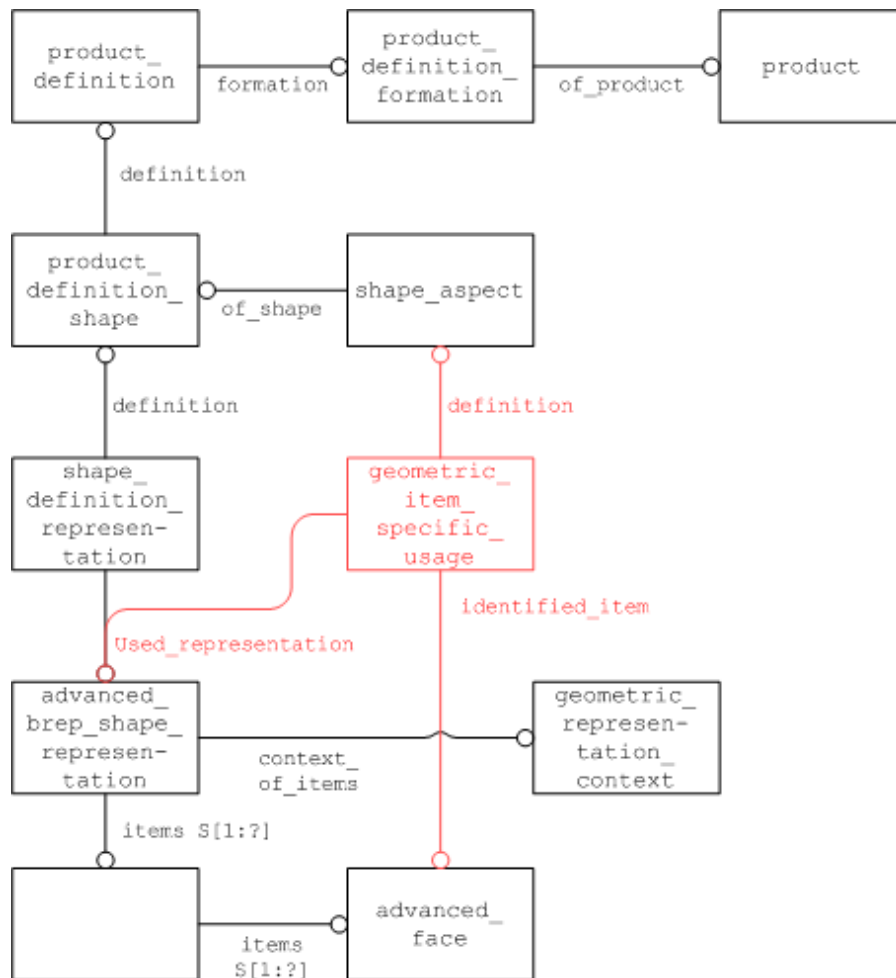 product_
definition
formation
product_
definition_
formation
of_product
product
definition
product_
definition_
shape
of_shape
shape_aspect
definition
definition
shape_
definition_
represen-
tation
geometric_
item_
specific_
usage
identified_item
Used_representation
advanced_
brep_shape_
represen-
tation
context_
of_items
geometric_
represen-
tation_
context
items S[1:?]
items
S[1:?]
advanced_
face